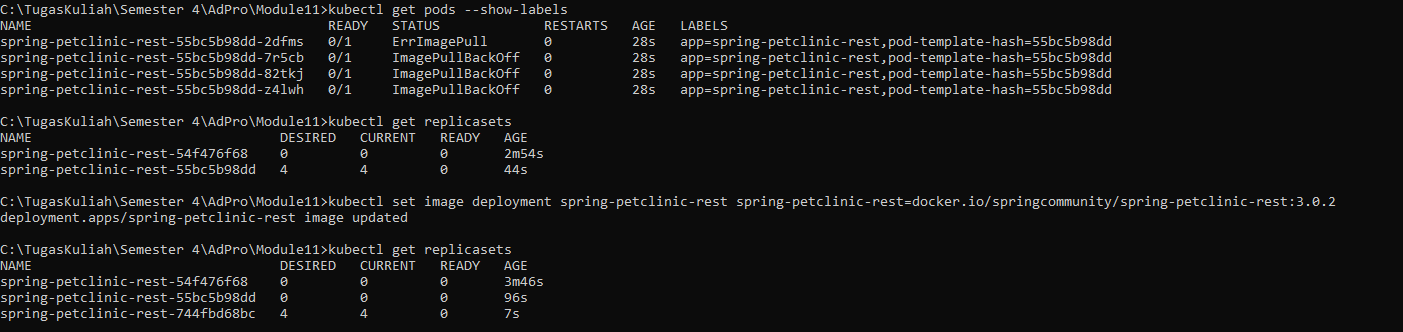 C:\TugasKuliah\Semester 4\AdPro\Module11>kubectl get pods --show-labels
NAME READY STATUS RESTARTS AGE LABELS
spring-petclinic-rest-55bc5b98dd-2dfms 0/1 ErrImagePull 0 28s app=spring-petclinic-rest,pod-template-hash=55bc5b98dd
spring-petclinic-rest-55bc5b98dd-7r5cb 0/1 ImagePullBackOff 0 28s app=spring-petclinic-rest,pod-template-hash=55bc5b98dd
spring-petclinic-rest-55bc5b98dd-82tkj 0/1 ImagePullBackOff 0 28s app=spring-petclinic-rest,pod-template-hash=55bc5b98dd
spring-petclinic-rest-55bc5b98dd-z4lwh 0/1 ImagePullBackOff 0 28s app=spring-petclinic-rest,pod-template-hash=55bc5b98dd
C:\TugasKuliah\Semester 4\AdPro\Module11>kubectl get replicasets
NAME DESIRED CURRENT READY AGE
spring-petclinic-rest-54f476f68 0 0 0 2m54s
spring-petclinic-rest-55bc5b98dd 4 4 0 44s
C:\TugasKuliah\Semester 4\AdPro\Module11>kubectl set image deployment spring-petclinic-rest spring-petclinic-rest=docker.io/springcommunity/spring-petclinic-rest:3.0.2
deployment.apps/spring-petclinic-rest image updated
C:\TugasKuliah\Semester 4\AdPro\Module11>kubectl get replicasets
NAME DESIRED CURRENT READY AGE
spring-petclinic-rest-54f476f68 0 0 0 3m46s
spring-petclinic-rest-55bc5b98dd 0 0 0 96s
spring-petclinic-rest-744fbd68bc 4 4 0 7s